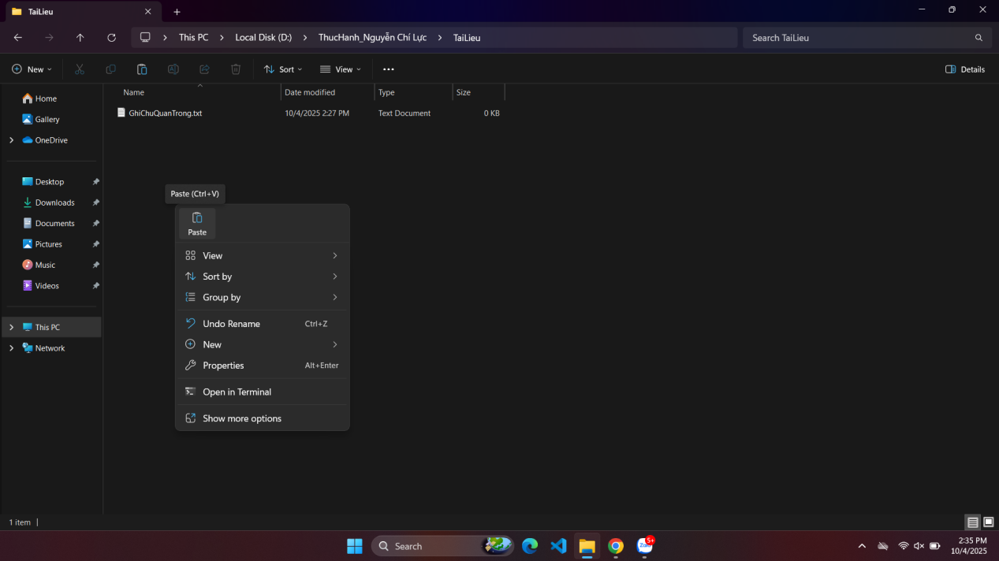 TaiLieu
This PC > Local Disk (D:) > ThucHanh_Nguyễn Chí Lực > TaiLieu
Search TaiLieu
New
Sort
View
Details
Name
Date modified
Type
Size
GhiChuQuanTrong.txt
10/4/2025 2:27 PM
Text Document
0 KB
Home
Gallery
OneDrive
Desktop
Downloads
Documents
Pictures
Music
Videos
This PC
Network
Paste (Ctrl+V)
Paste
View
Sort by
Group by
Undo Rename Ctrl+Z
New
Properties Alt+Enter
Open in Terminal
Show more options
1 item
Search
Zalo
5+
2:35 PM
10/4/2025